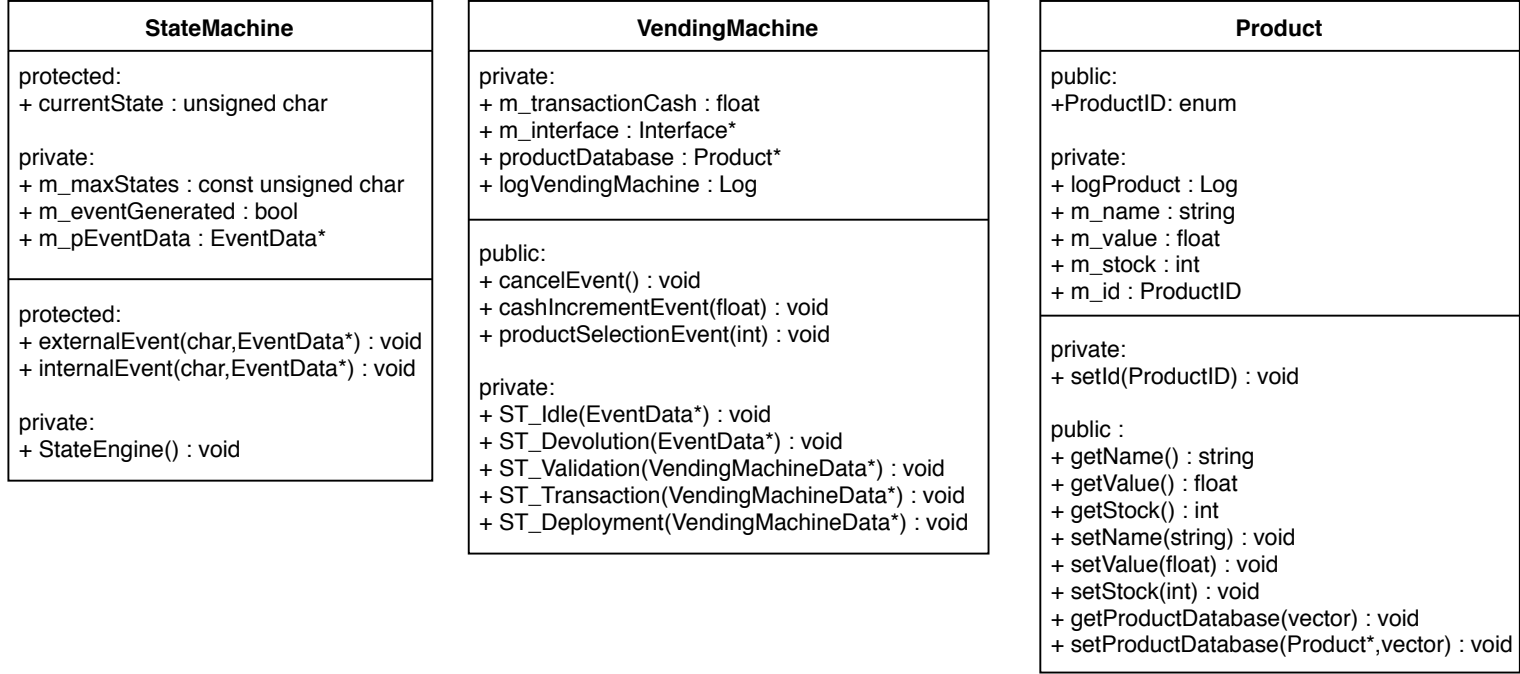 StateMachine
protected:
+ currentState : unsigned char
private:
+ m_maxStates : const unsigned char
+ m_eventGenerated : bool
+ m_pEventData : EventData*
protected:
+ externalEvent(char,EventData*) : void
+ internalEvent(char,EventData*) : void
private:
+ StateEngine() : void
VendingMachine
private:
+ m_transactionCash : float
+ m_interface : Interface*
+ productDatabase : Product*
+ logVendingMachine : Log
public:
+ cancelEvent() : void
+ cashIncrementEvent(float) : void
+ productSelectionEvent(int) : void
private:
+ ST_Idle(EventData*) : void
+ ST_Devolution(EventData*) : void
+ ST_Validation(VendingMachineData*) : void
+ ST_Transaction(VendingMachineData*) : void
+ ST_Deployment(VendingMachineData*) : void
Product
public:
+ProductID: enum
private:
+ logProduct : Log
+ m_name : string
+ m_value : float
+ m_stock : int
+ m_id : ProductID
private:
+ setId(ProductID) : void
public :
+ getName() : string
+ getValue() : float
+ getStock() : int
+ setName(string) : void
+ setValue(float) : void
+ setStock(int) : void
+ getProductDatabase(vector) : void
+ setProductDatabase(Product*,vector) : void